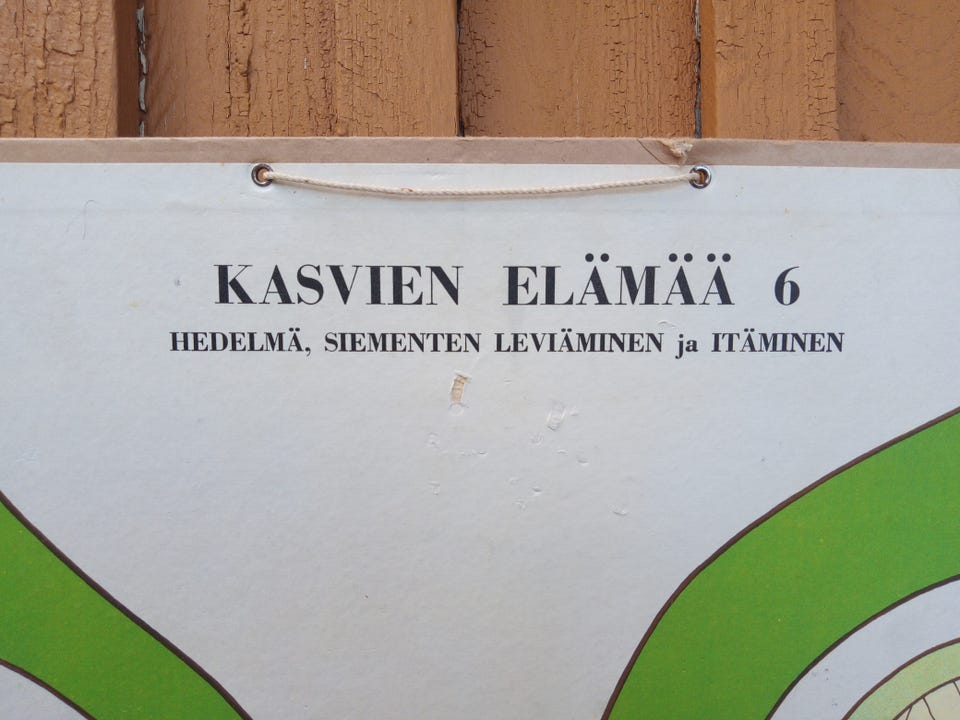 KASVIEN ELÄMÄÄ 6
HEDELMÄ, SIEMENTEN LEVIÄMINEN ja ITÄMINEN